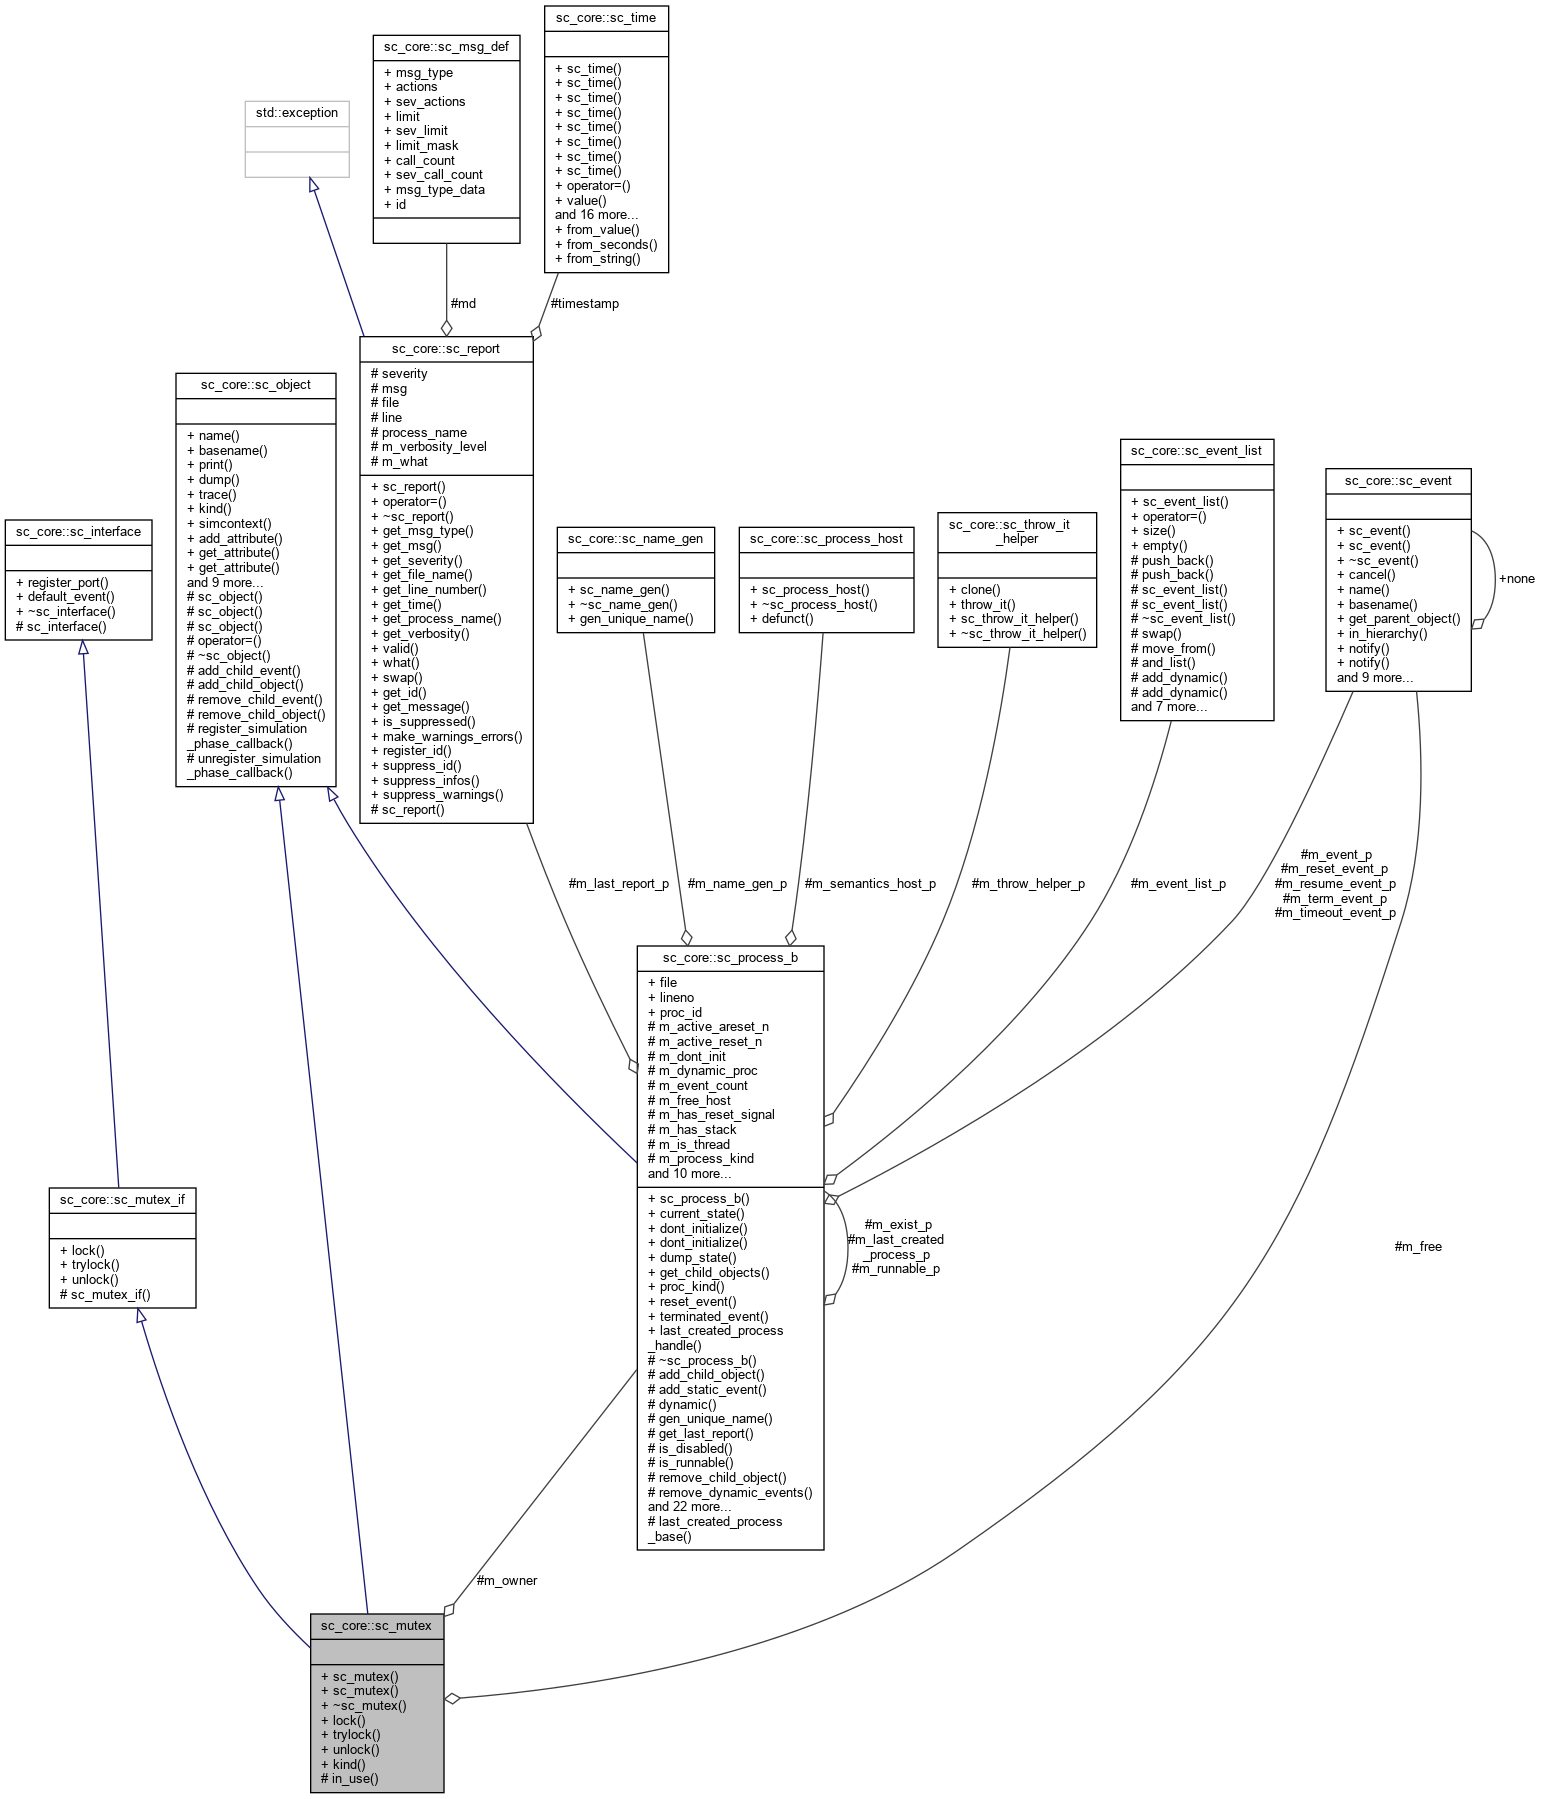 sc_core::sc_time
+ sc_time()
+ sc_time()
+ sc_time()
+ sc_time()
+ sc_time()
+ sc_time()
+ sc_time()
+ sc_time()
+ operator=()
+ value()
and 16 more...
+ from_value()
+ from_seconds()
+ from_string()
sc_core::sc_msg_def
+ msg_type
+ actions
+ sev_actions
+ limit
+ sev_limit
+ limit_mask
+ call_count
+ sev_call_count
+ msg_type_data
+ id
std::exception
#md
#timestamp
sc_core::sc_report
# severity
# msg
# file
# line
# process_name
# m_verbosity_level
# m_what
+ sc_report()
+ operator=()
+ ~sc_report()
+ get_msg_type()
+ get_msg()
+ get_severity()
+ get_file_name()
+ get_line_number()
+ get_time()
+ get_process_name()
+ get_verbosity()
+ valid()
+ what()
+ swap()
+ get_id()
+ get_message()
+ is_suppressed()
+ make_warnings_errors()
+ register_id()
+ suppress_id()
+ suppress_infos()
+ suppress_warnings()
# sc_report()
sc_core::sc_object
+ name()
+ basename()
+ print()
+ dump()
+ trace()
+ kind()
+ simcontext()
+ add_attribute()
+ get_attribute()
+ get_attribute()
and 9 more...
# sc_object()
# sc_object()
# sc_object()
# operator=()
# ~sc_object()
# add_child_event()
# add_child_object()
# remove_child_event()
# remove_child_object()
# register_simulation
_phase_callback()
# unregister_simulation
_phase_callback()
sc_core::sc_interface
+ register_port()
+ default_event()
+ ~sc_interface()
# sc_interface()
sc_core::sc_name_gen
+ sc_name_gen()
+ ~sc_name_gen()
+ gen_unique_name()
sc_core::sc_process_host
+ sc_process_host()
+ ~sc_process_host()
+ defunct()
sc_core::sc_throw_it
_helper
+ clone()
+ throw_it()
+ sc_throw_it_helper()
+ ~sc_throw_it_helper()
sc_core::sc_event_list
+ sc_event_list()
+ operator=()
+ size()
+ empty()
# push_back()
# push_back()
# sc_event_list()
# sc_event_list()
# ~sc_event_list()
# swap()
# move_from()
# and_list()
# add_dynamic()
# add_dynamic()
and 7 more...
sc_core::sc_event
+ sc_event()
+ sc_event()
+ ~sc_event()
+ cancel()
+ name()
+ basename()
+ get_parent_object()
+ in_hierarchy()
+ notify()
+ notify()
and 9 more...
+none
#m_last_report_p
#m_name_gen_p
#m_semantics_host_p
#m_throw_helper_p
#m_event_list_p
#m_event_p
#m_reset_event_p
#m_resume_event_p
#m_term_event_p
#m_timeout_event_p
sc_core::sc_process_b
+ file
+ lineno
+ proc_id
# m_active_areset_n
# m_active_reset_n
# m_dont_init
# m_dynamic_proc
# m_event_count
# m_free_host
# m_has_reset_signal
# m_has_stack
# m_is_thread
# m_process_kind
and 10 more...
+ sc_process_b()
+ current_state()
+ dont_initialize()
+ dont_initialize()
+ dump_state()
+ get_child_objects()
+ proc_kind()
+ reset_event()
+ terminated_event()
+ last_created_process
_handle()
# ~sc_process_b()
# add_child_object()
# add_static_event()
# dynamic()
# gen_unique_name()
# get_last_report()
# is_disabled()
# is_runnable()
# remove_child_object()
# remove_dynamic_events()
and 22 more...
# last_created_process
_base()
#m_exist_p
#m_last_created
_process_p
#m_runnable_p
#m_free
sc_core::sc_mutex_if
+ lock()
+ trylock()
+ unlock()
# sc_mutex_if()
#m_owner
sc_core::sc_mutex
+ sc_mutex()
+ sc_mutex()
+ ~sc_mutex()
+ lock()
+ trylock()
+ unlock()
+ kind()
# in_use()